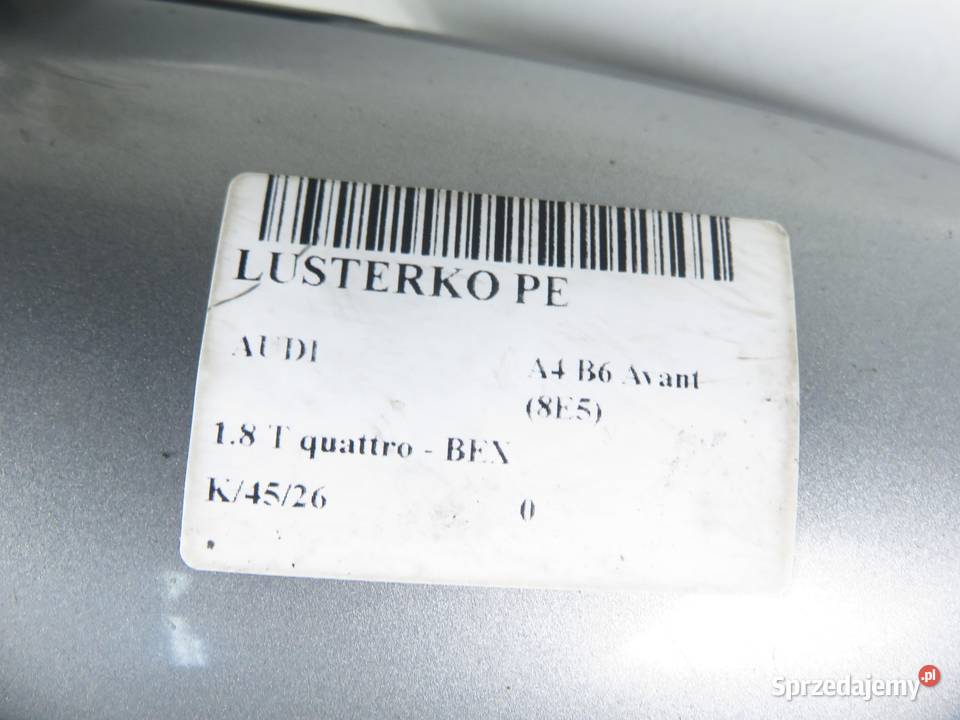 LUSTERKO PE
AUDI
A4 B6 Avant
(8E5)
1.8 T quattro - BEX
K/45/26
0
Sprzedajemy.pl